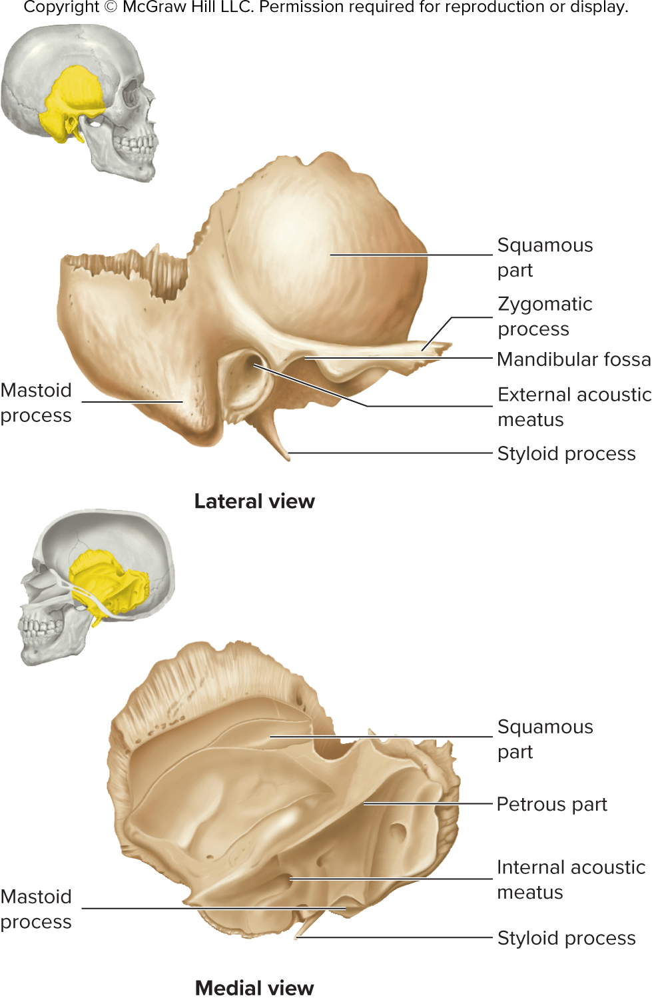 Copyright © McGraw Hill LLC. Permission required for reproduction or display.
Squamous
part
Zygomatic
process
Mandibular fossa
External acoustic
meatus
Mastoid
process
Styloid process
Lateral view
Squamous
part
Petrous part
Internal acoustic
meatus
Mastoid
process
Styloid process
Medial view